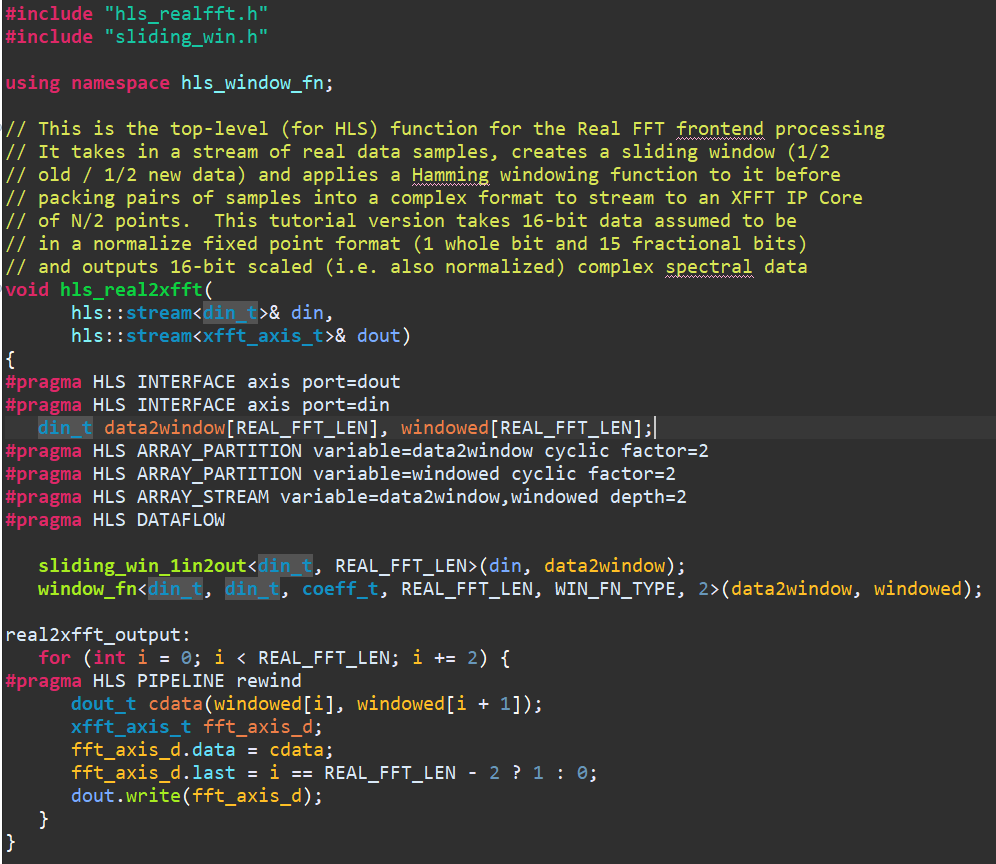 #include "hls_realfft.h"
#include "sliding_win.h"
using namespace hls_window_fn;
// This is the top-level (for HLS) function for the Real FFT frontend processing
// It takes in a stream of real data samples, creates a sliding window (1/2
// old / 1/2 new data) and applies a Hamming windowing function to it before
// packing pairs of samples into a complex format to stream to an XFFT IP Core
// of N/2 points.  This tutorial version takes 16-bit data assumed to be
// in a normalize fixed point format (1 whole bit and 15 fractional bits)
// and outputs 16-bit scaled (i.e. also normalized) complex spectral data
void hls_real2xfft(
      hls::stream<din_t>& din,
      hls::stream<xfft_axis_t>& dout)
{
#pragma HLS INTERFACE axis port=dout
#pragma HLS INTERFACE axis port=din
   din_t data2window[REAL_FFT_LEN], windowed[REAL_FFT_LEN];
#pragma HLS ARRAY_PARTITION variable=data2window cyclic factor=2
#pragma HLS ARRAY_PARTITION variable=windowed cyclic factor=2
#pragma HLS ARRAY_STREAM variable=data2window,windowed depth=2
#pragma HLS DATAFLOW
   sliding_win_1in2out<din_t, REAL_FFT_LEN>(din, data2window);
   window_fn<din_t, din_t, coeff_t, REAL_FFT_LEN, WIN_FN_TYPE, 2>(data2window, windowed);
real2xfft_output:
   for (int i = 0; i < REAL_FFT_LEN; i += 2) {
#pragma HLS PIPELINE rewind
      dout_t cdata(windowed[i], windowed[i + 1]);
      xfft_axis_t fft_axis_d;
      fft_axis_d.data = cdata;
      fft_axis_d.last = i == REAL_FFT_LEN - 2 ? 1 : 0;
      dout.write(fft_axis_d);
   }
}